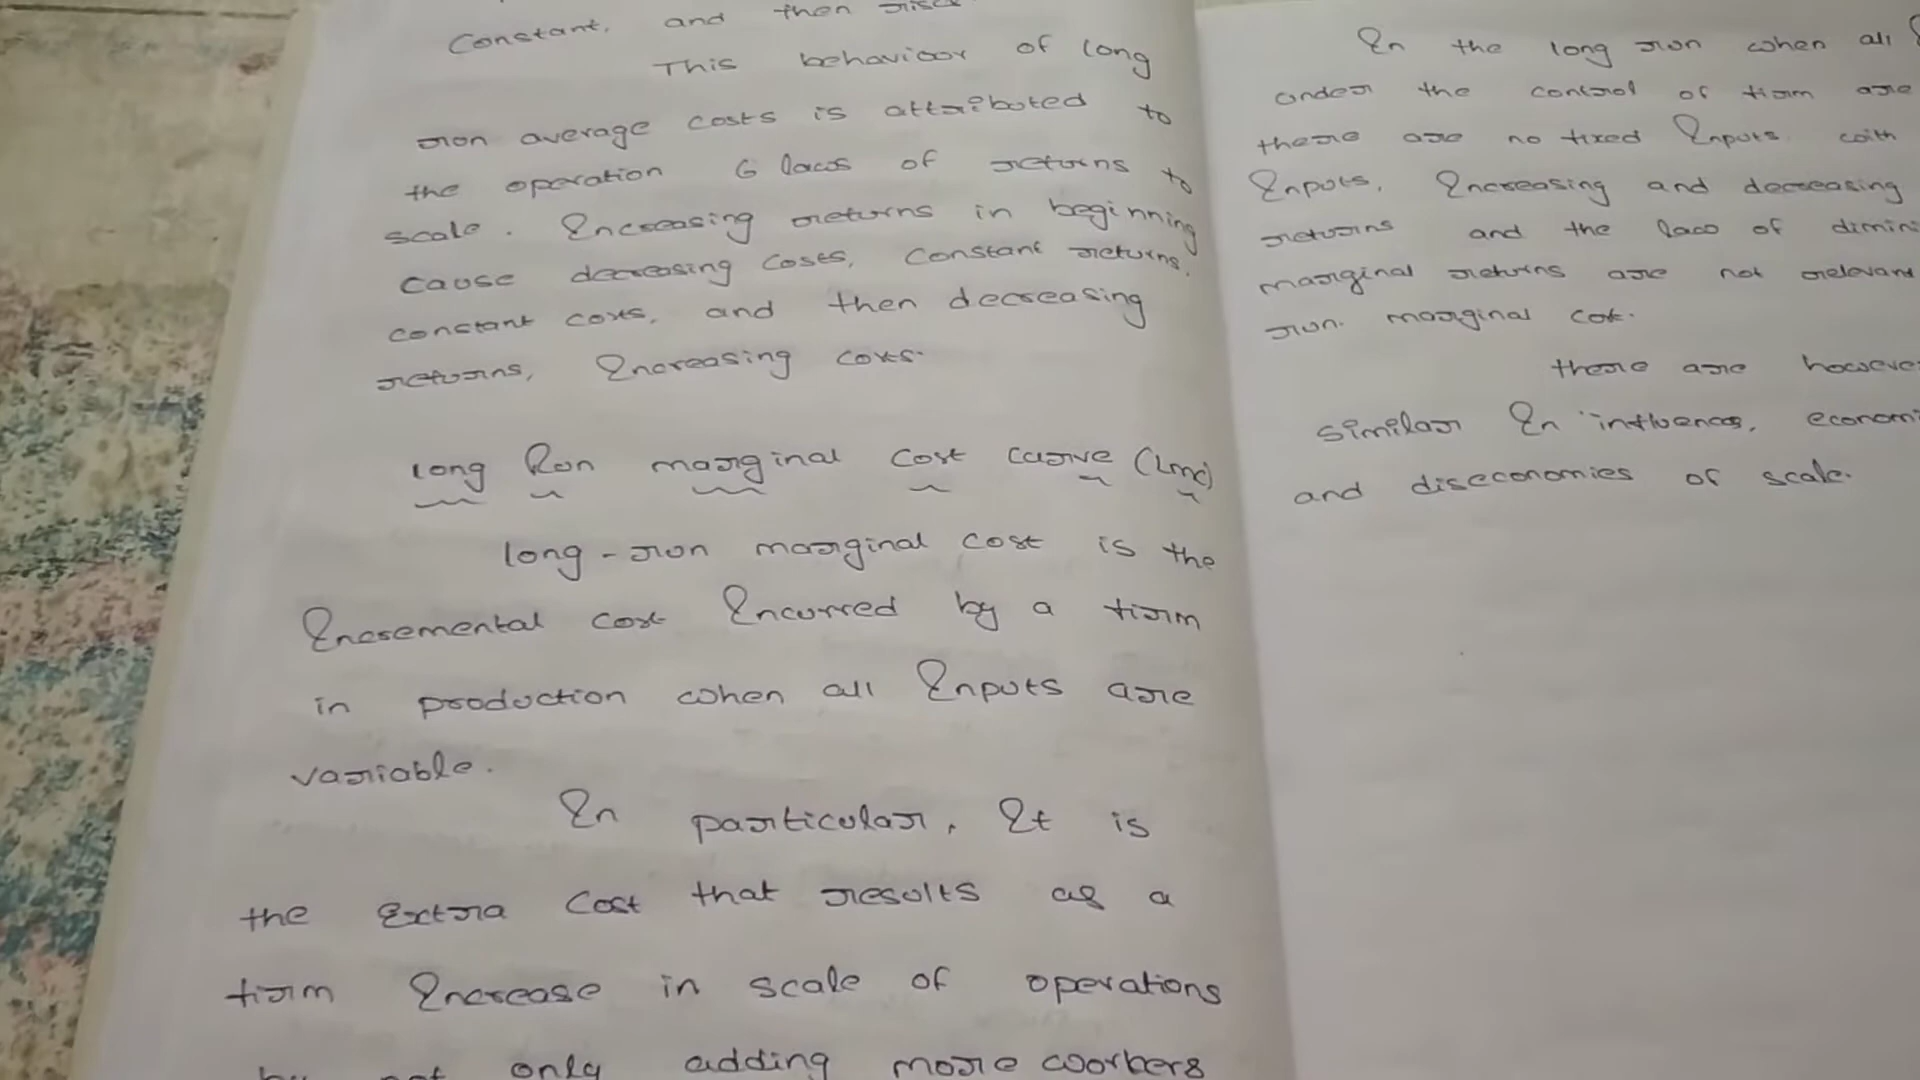 Constant, and then
This behaviour of long
run average costs is attributed to
the operation G laws of returns to
scale. Increasing returns in beginning
cause decreasing costs, constant returns,
constant costs, and then decreasing
returns, Increasing costs.
Long Run marginal cost curve (Lmc)
long-run marginal cost is the
Incremental cost Incurred by a firm
in production when all Inputs are
variable.
In particular, It is
the Extra cost that results as a
firm Increase in scale of operations
by not only adding more workers
In the long run when all
under the control of firm are
there are no fixed Inputs. with
Inputs, Increasing and decreasing
returns and the law of
marginal returns are not
run. marginal cost.
there are
similar In influences,
and diseconomies of scale.